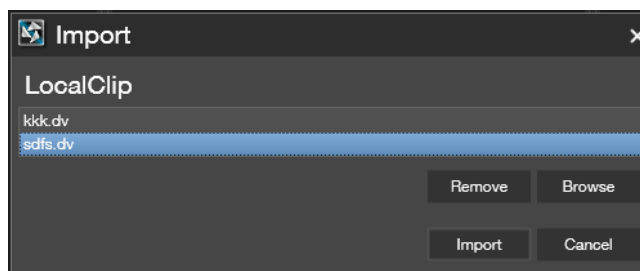 Import
LocalClip
kkk.dv
sdfs.dv
Remove Browse
Import Cancel